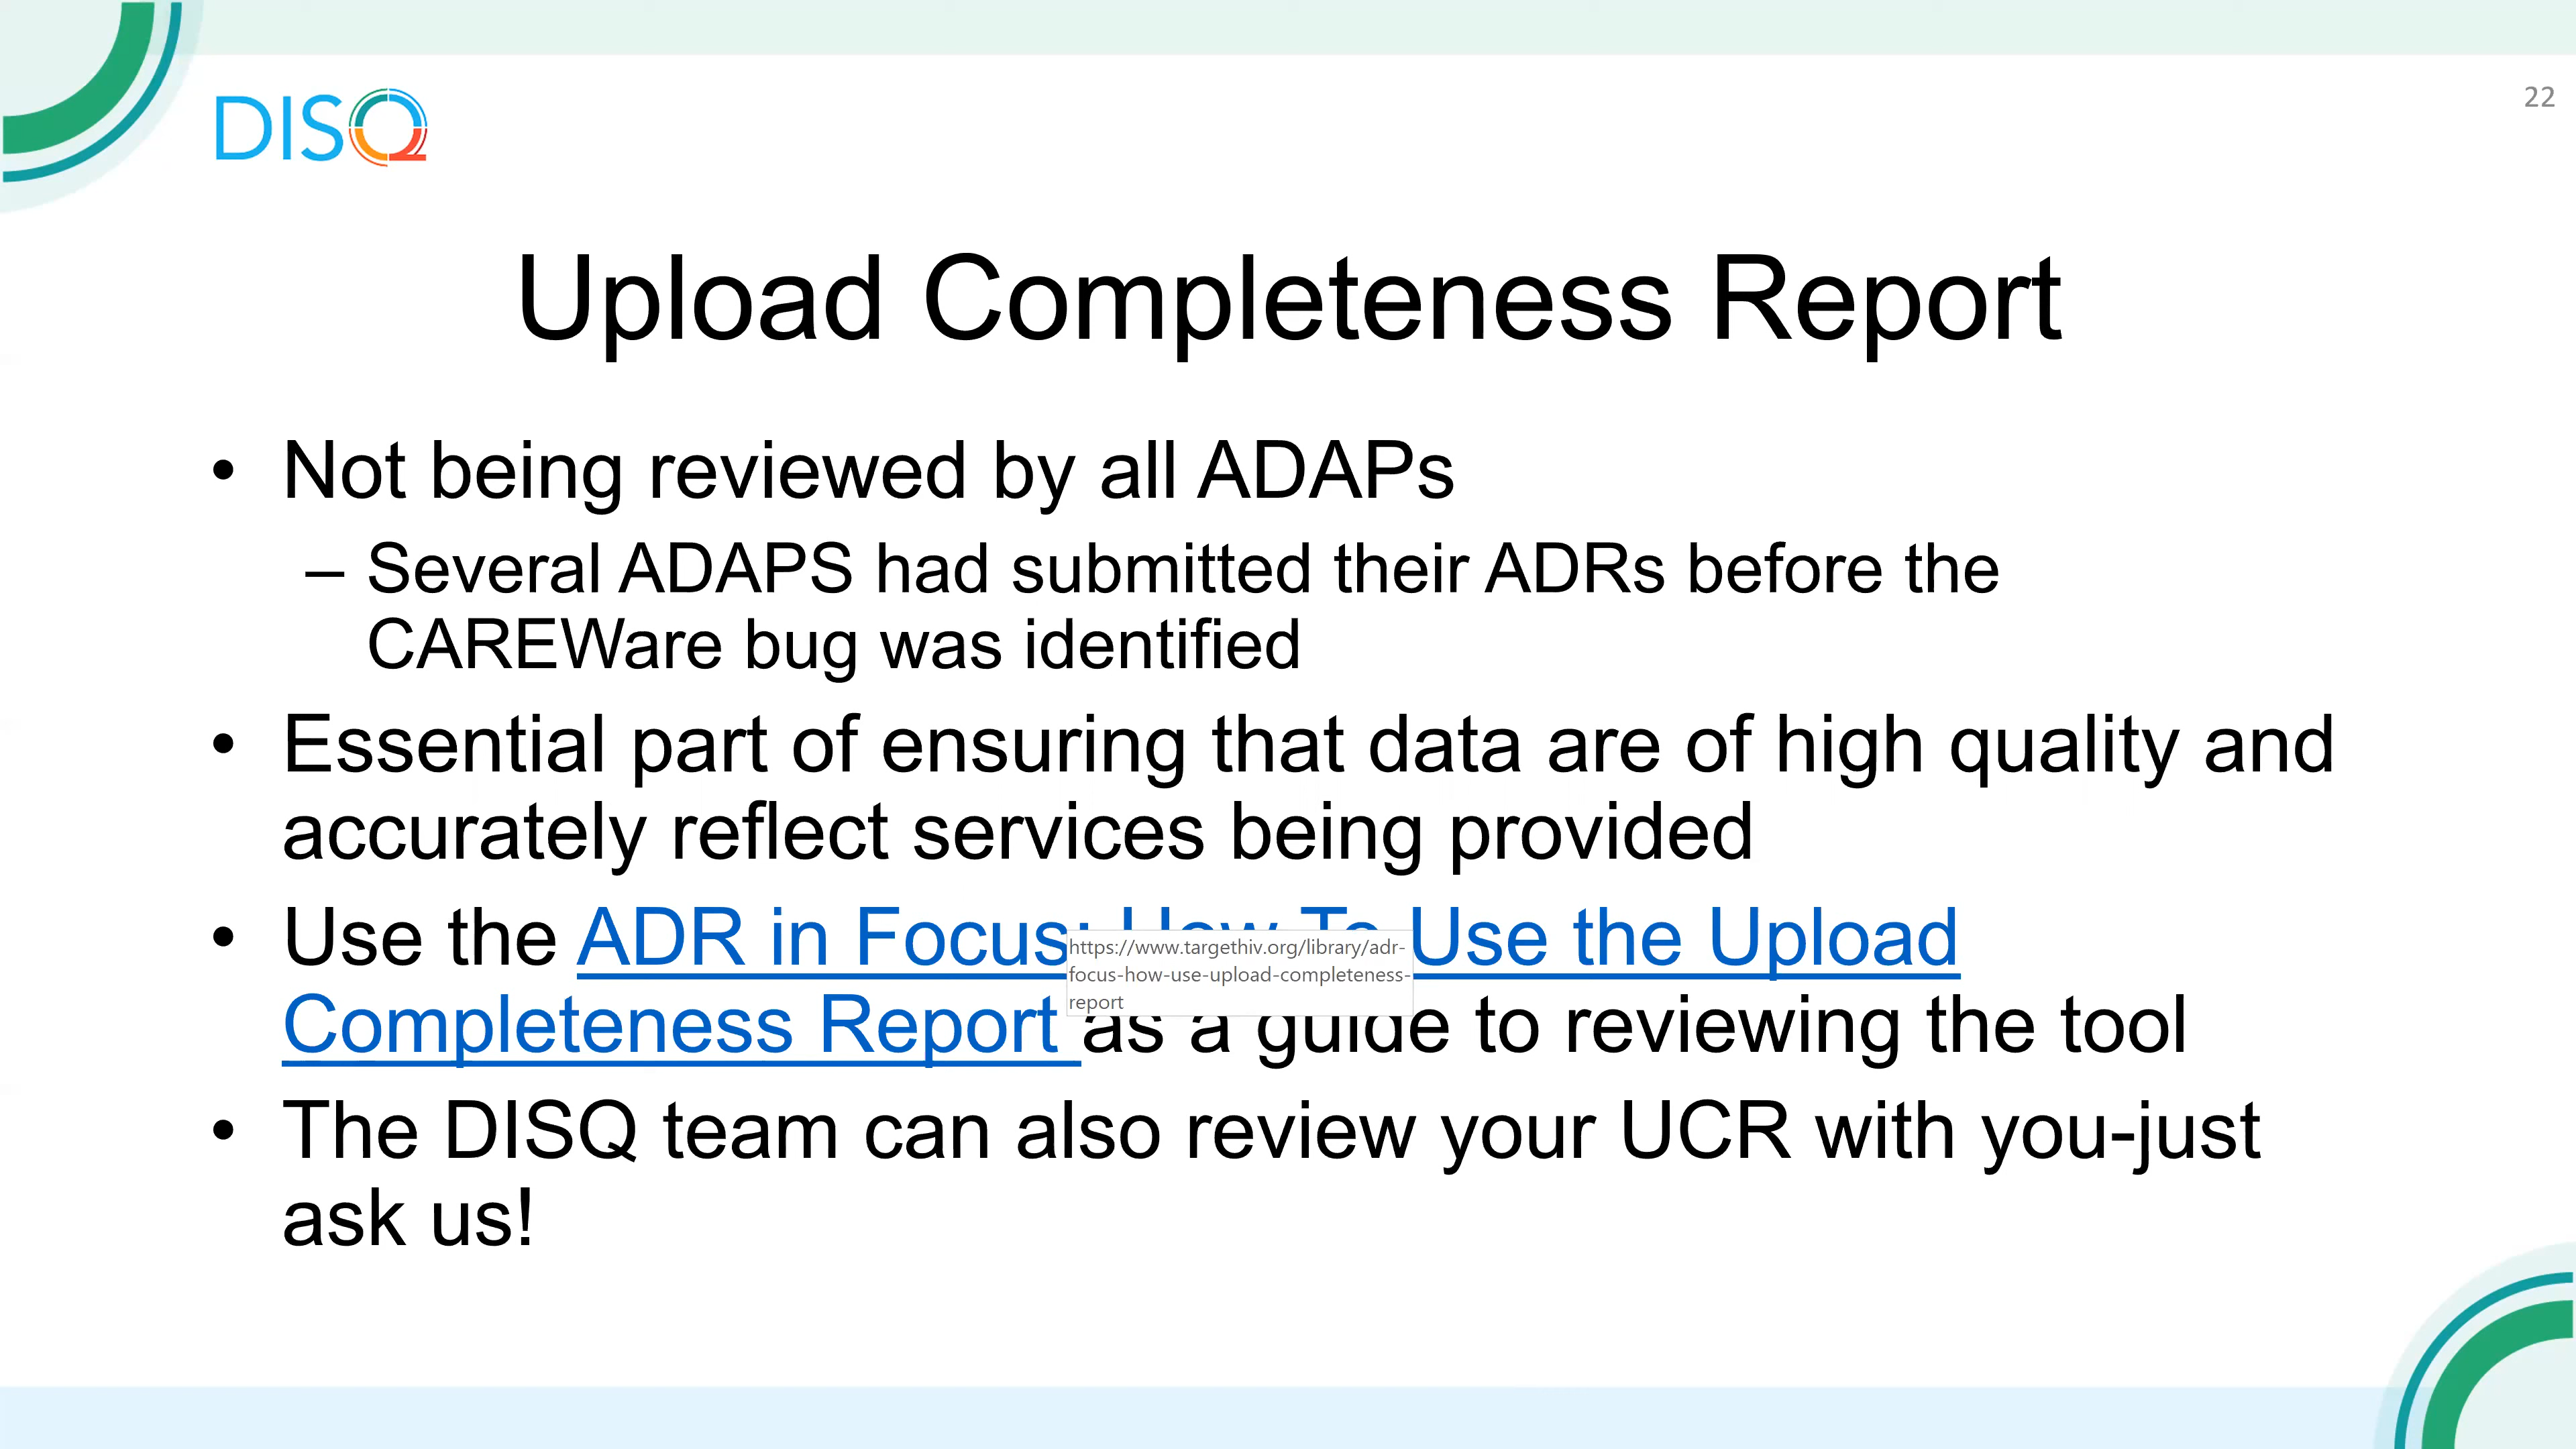 DISQ
22
Upload Completeness Report
• Not being reviewed by all ADAPs
– Several ADAPS had submitted their ADRs before the
CAREWare bug was identified
• Essential part of ensuring that data are of high quality and
accurately reflect services being provided
• Use the ADR in Focus: How To Use the Upload
https://www.targethiv.org/library/adr-
focus-how-use-upload-completeness-
report
Completeness Report as a guide to reviewing the tool
• The DISQ team can also review your UCR with you-just
ask us!